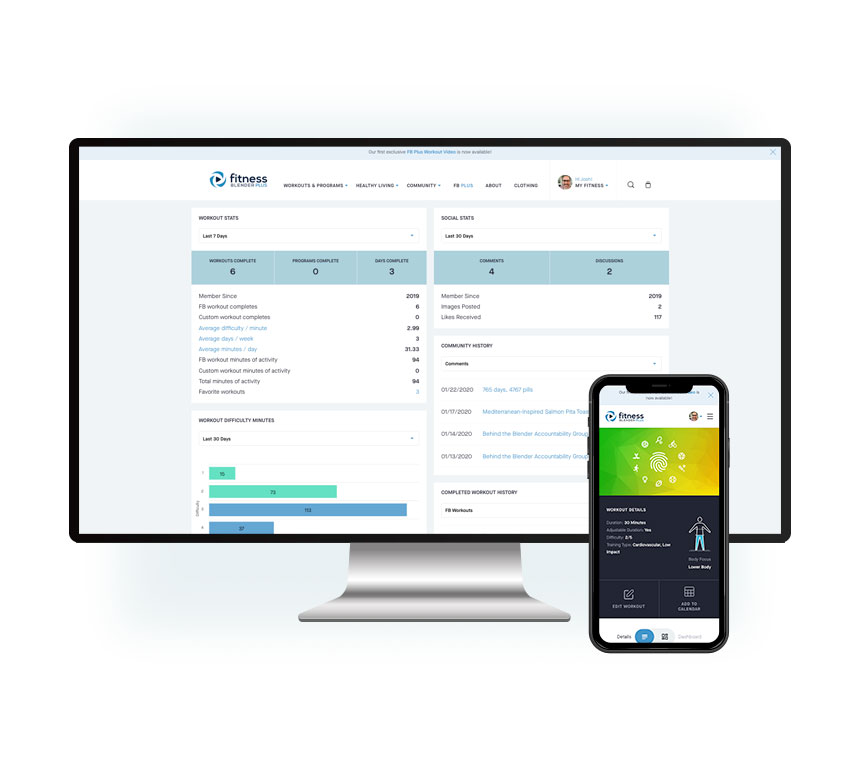 Our first exclusive FB Plus Workout Video is now available!
fitness
BLENDER PLUS
WORKOUTS & PROGRAMS
HEALTHY LIVING
COMMUNITY
FB PLUS
ABOUT
CLOTHING
MY FITNESS
WORKOUT STATS
Last 7 Days
WORKOUTS COMPLETE
6
PROGRAMS COMPLETE
0
DAYS COMPLETE
3
Member Since 2019
FB workout completes 6
Custom workout completes 0
Average difficulty / minute 2.99
Average days / week 3
Average minutes / day 31.33
FB workout minutes of activity 94
Custom workout minutes of activity 0
Total minutes of activity 94
Favorite workouts 3
WORKOUT DIFFICULTY MINUTES
Last 30 Days
Difficulty
1 15
2 73
3 113
4 37
SOCIAL STATS
Last 30 Days
COMMENTS
4
DISCUSSIONS
2
Member Since 2019
Images Posted 2
Likes Received 117
COMMUNITY HISTORY
Comments
01/22/2020 765 days, 4767 pills
01/17/2020 Mediterranean-Inspired Salmon Pita Toas
01/14/2020 Behind the Blender Accountability Group
01/13/2020 Behind the Blender Accountability Group
COMPLETED WORKOUT HISTORY
FB Workouts
now available!
fitness
BLENDER PLUS
WORKOUT DETAILS
Duration: 30 Minutes
Adjustable Duration: Yes
Difficulty: 2/5
Training Type: Cardiovascular, Low
Impact
Body Focus
Lower Body
EDIT WORKOUT
ADD TO
CALENDAR
Details
Dashboard